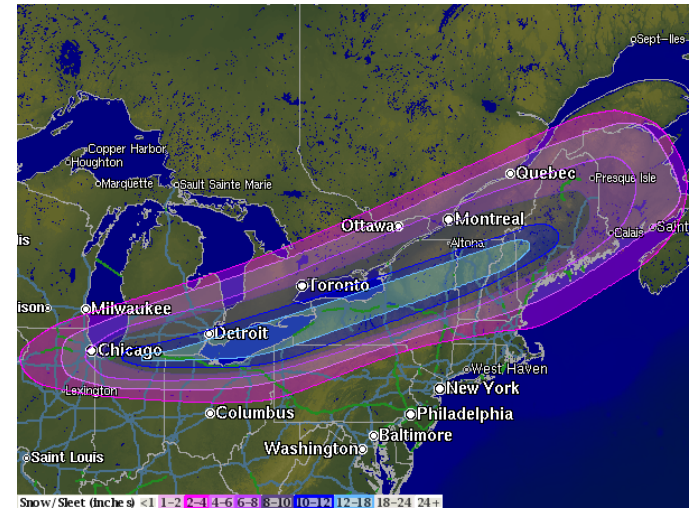 Sept-Iles
Copper Harbor
Houghton
Marquette
Sault Sainte Marie
Quebec
Presque Isle
Ottawa
Montreal
Altona
Calais
Saint
lis
Toronto
ison
Milwaukee
Detroit
Chicago
West Haven
Lexington
New York
Columbus
Philadelphia
Baltimore
Washington
Saint Louis
Snow/Sleet (inches) <1 1-2 2-4 4-6 6-8 8-10 10-12 12-18 18-24 24+